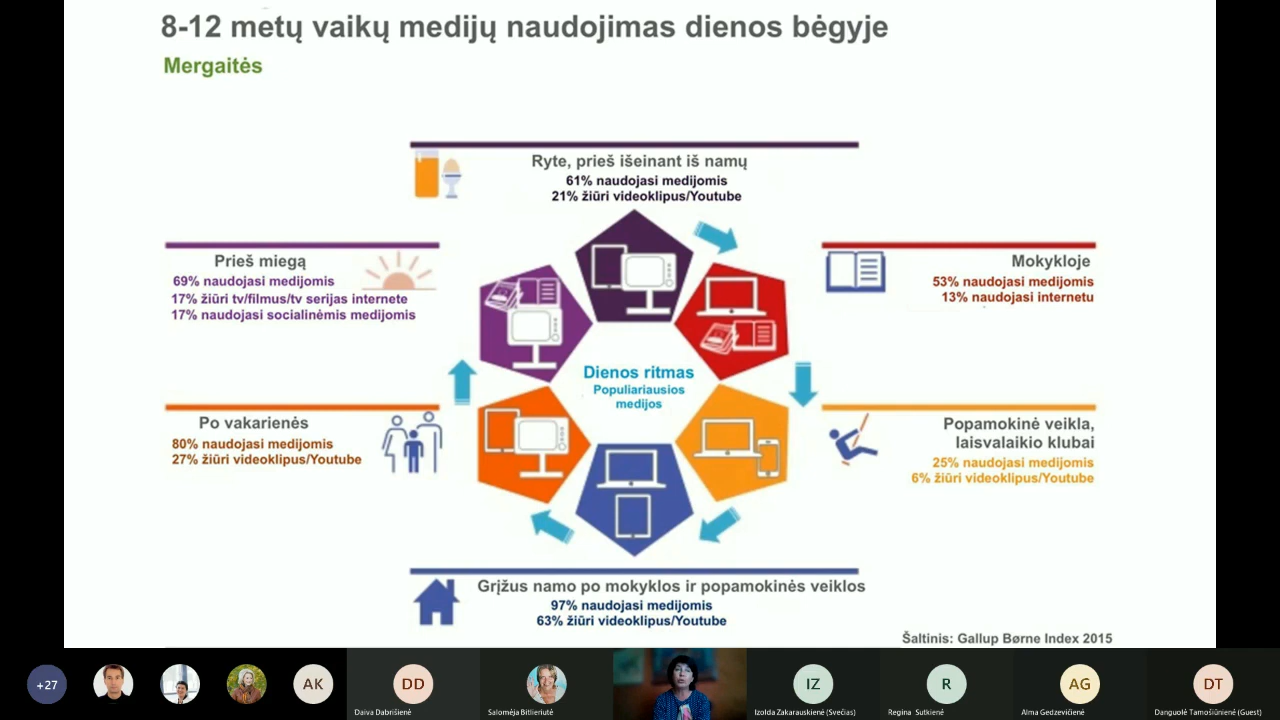 8-12 metų vaikų medijų naudojimas dienos bėgyje
Mergaitės
Ryte, prieš išeinant iš namų
61% naudojasi medijomis
21% žiūri videoklipus/Youtube
Prieš miegą
69% naudojasi medijomis
17% žiūri tv/filmus/tv serijas internete
17% naudojasi socialinėmis medijomis
Mokykloje
53% naudojasi medijomis
13% naudojasi internetu
Dienos ritmas
Populiariausios
medijos
Po vakarienės
80% naudojasi medijomis
27% žiūri videoklipus/Youtube
Popamokinė veikla,
laisvalaikio klubai
25% naudojasi medijomis
6% žiūri videoklipus/Youtube
Grįžus namo po mokyklos ir popamokinės veiklos
97% naudojasi medijomis
63% žiūri videoklipus/Youtube
Šaltinis: Gallup Børne Index 2015
+27
AK
DD
IZ
R
AG
DT
Daiva Dabrišienė
Salomėja Bitlieriutė
Izolda Zakarauskienė (Svečias)
Regina Sutkienė
Alma Gedzevičienė
Danguolė Tamošiūnienė (Guest)